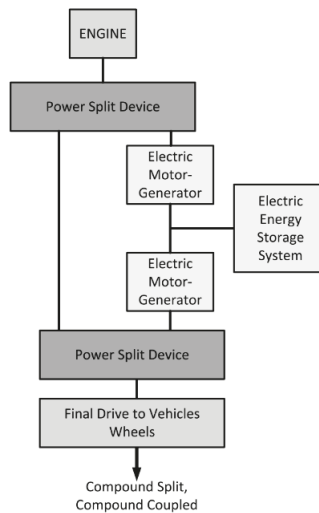 ENGINE
Power Split Device
Electric
Motor-
Generator
Electric
Energy
Storage
System
Electric
Motor-
Generator
Power Split Device
Final Drive to Vehicles
Wheels
Compound Split,
Compound Coupled